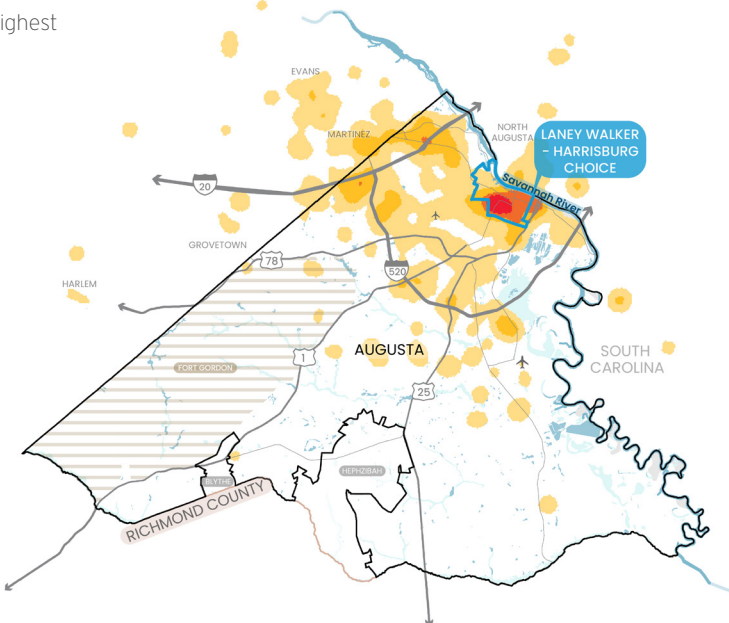 ighest
EVANS
MARTINEZ
NORTH
AUGUSTA
LANEY WALKER
- HARRISBURG
CHOICE
20
Savannah River
GROVETOWN
78
HARLEM
520
AUGUSTA
SOUTH
CAROLINA
1
FORT GORDON
25
HEPHZIBAH
BLYTHE
RICHMOND COUNTY